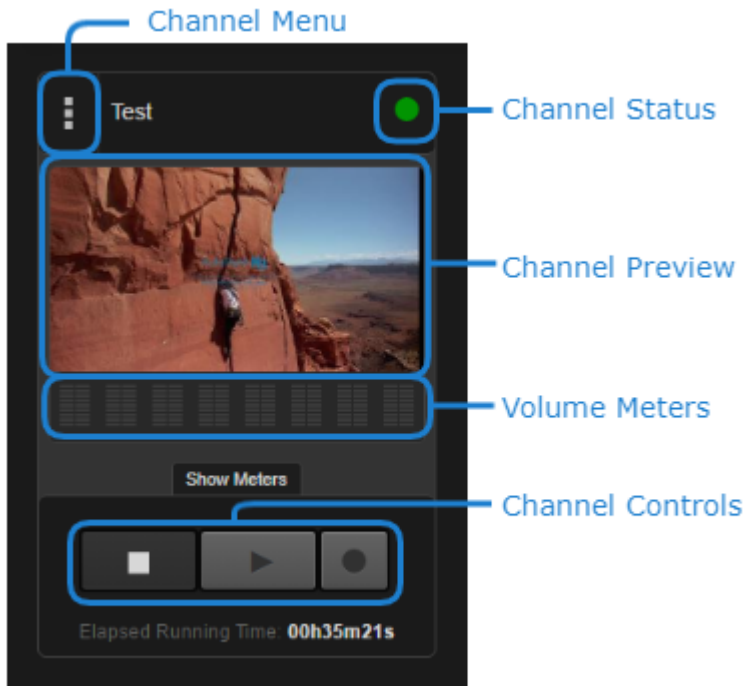 Channel Menu
Test
Channel Status
Channel Preview
Volume Meters
Show Meters
Channel Controls
Elapsed Running Time: 00h35m21s